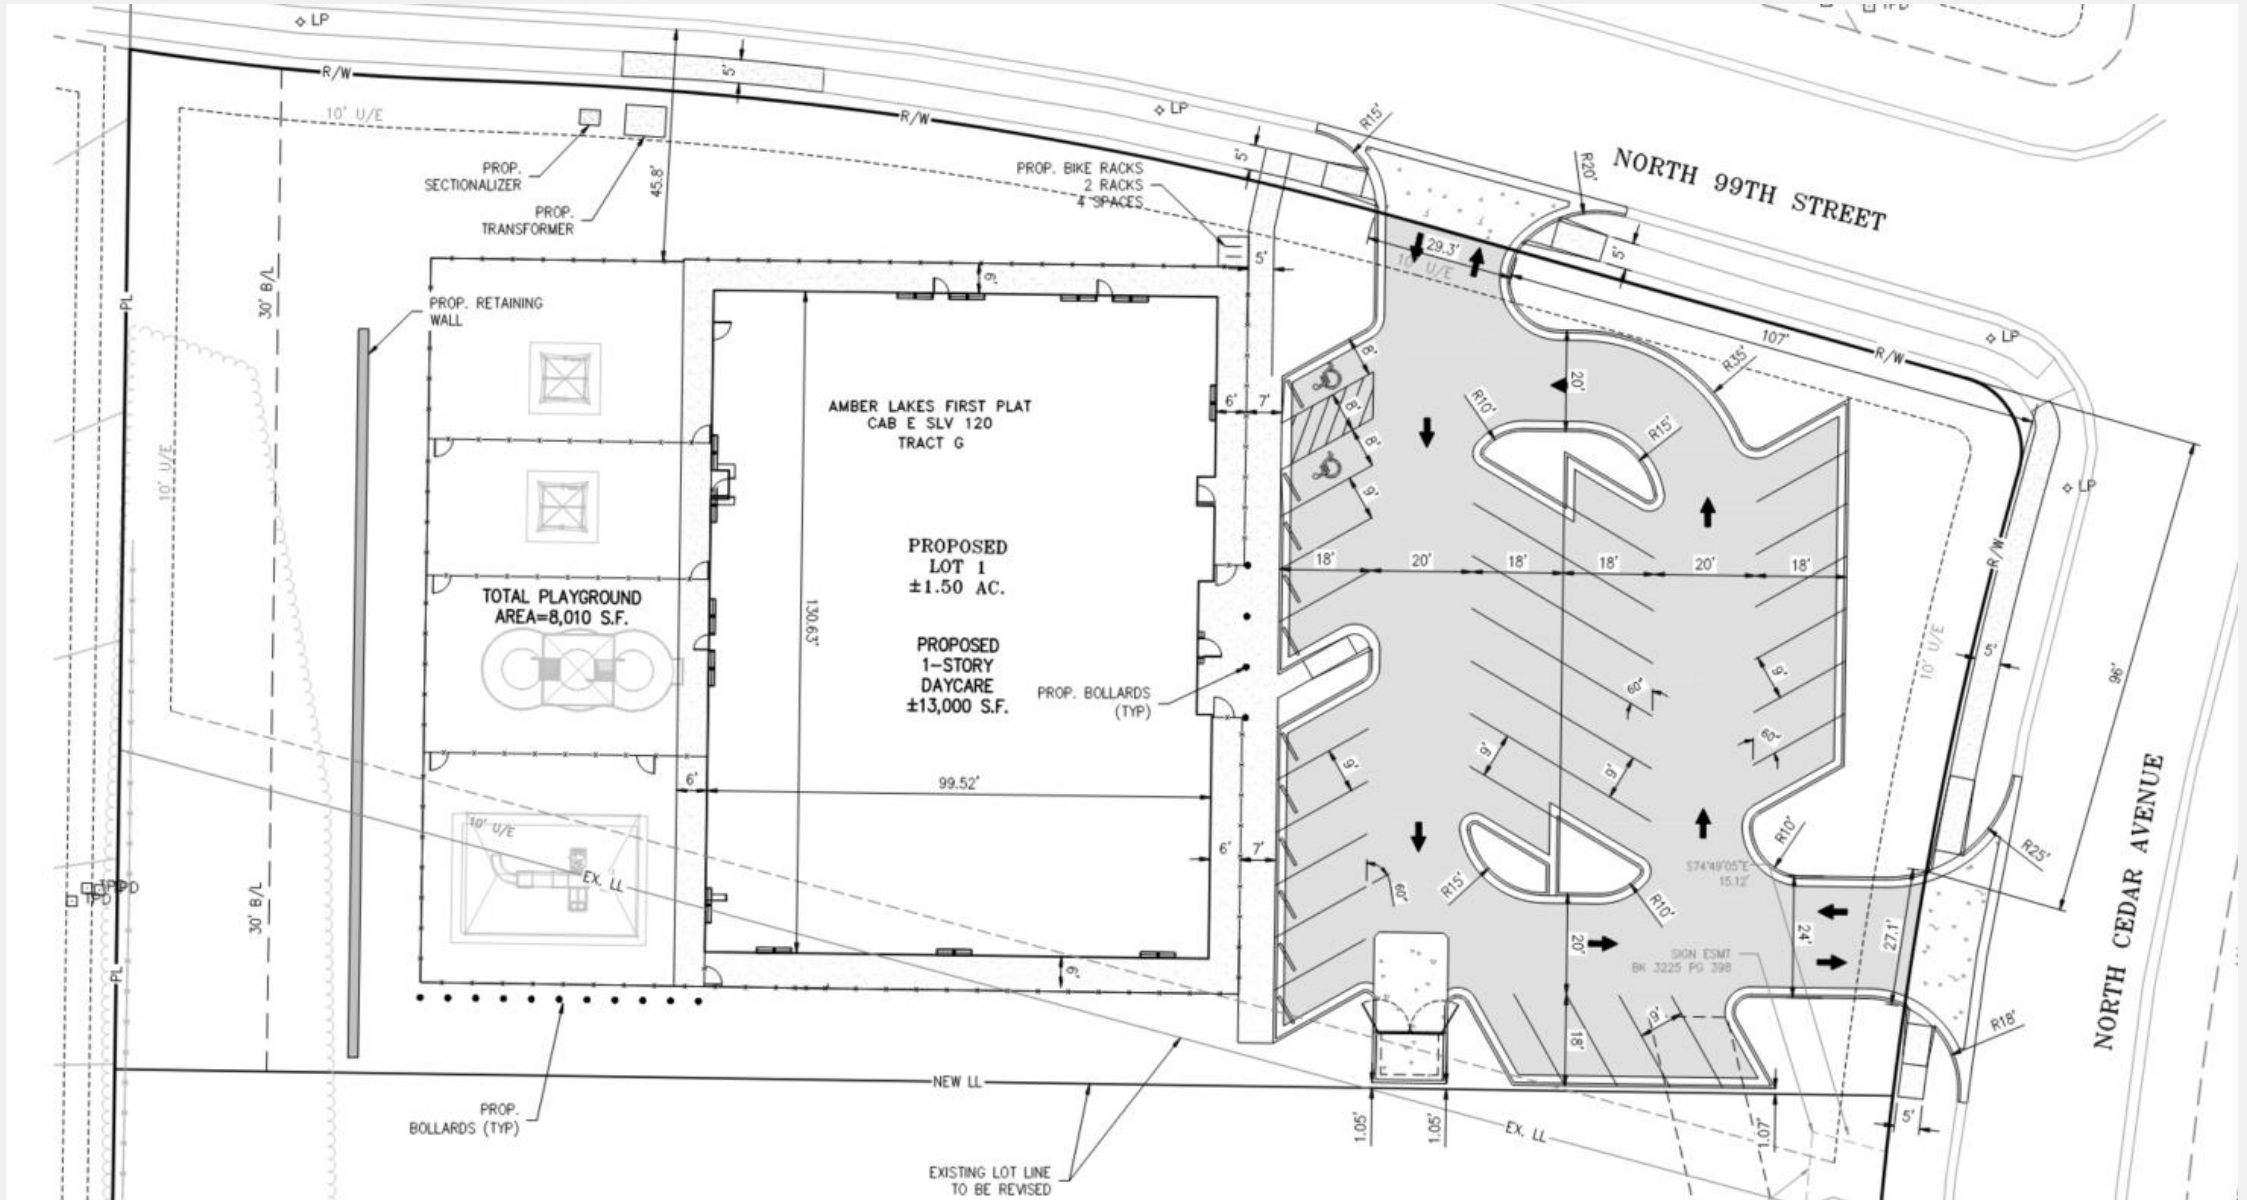 LP
R/W
5'
10' U/E
PROP.
SECTIONALIZER
PROP.
TRANSFORMER
45.8'
R/W
LP
5'
PROP. BIKE RACKS
2 RACKS
4 SPACES
R15'
R20'
NORTH 99TH STREET
5'
29.3'
10' U/E
107'
R/W
LP
LP
PL
30' B/L
PROP. RETAINING
WALL
6'
5'
8'
8'
8'
9'
20'
R35'
R10'
R15'
AMBER LAKES FIRST PLAT
CAB E SLV 120
TRACT G
6'
7'
10' U/E
PROPOSED
LOT 1
±1.50 AC.
18'
20'
18'
18'
20'
18'
R/W
TOTAL PLAYGROUND
AREA=8,010 S.F.
130.63'
PROPOSED
1-STORY
DAYCARE
±13,000 S.F.
PROP. BOLLARDS
(TYP)
60°
9'
60°
9'
9'
9'
10' U/E
5'
96'
6'
99.52'
10' U/E
EX. LL
6'
7'
60°
R15'
R10'
R10'
S74°49'05"E
15.12'
R25'
NORTH CEDAR AVENUE
TPD
30' B/L
PL
6'
20'
24'
27.1'
SIGN ESMT
BK 3225 PG 398
18'
9'
R18'
NEW LL
PROP.
BOLLARDS (TYP)
1.05'
1.05'
1.07'
5'
EX. LL
EXISTING LOT LINE
TO BE REVISED